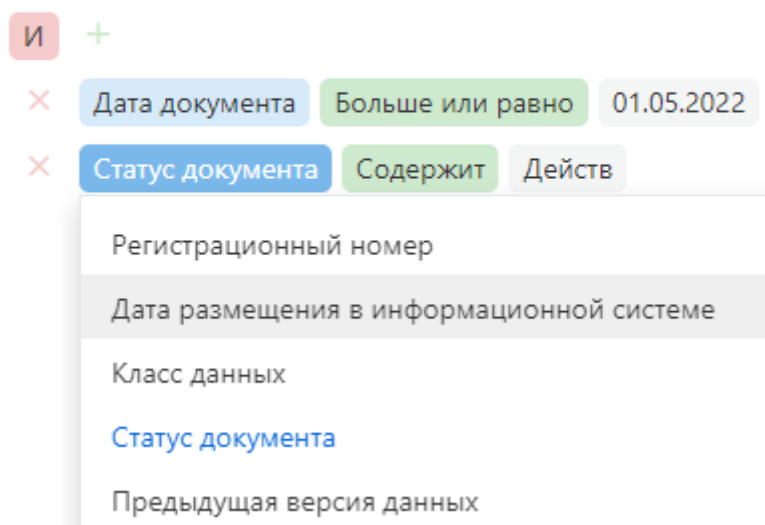 И +
Дата документа Больше или равно 01.05.2022
Статус документа Содержит Действ
Регистрационный номер
Дата размещения в информационной системе
Класс данных
Статус документа
Предыдущая версия данных